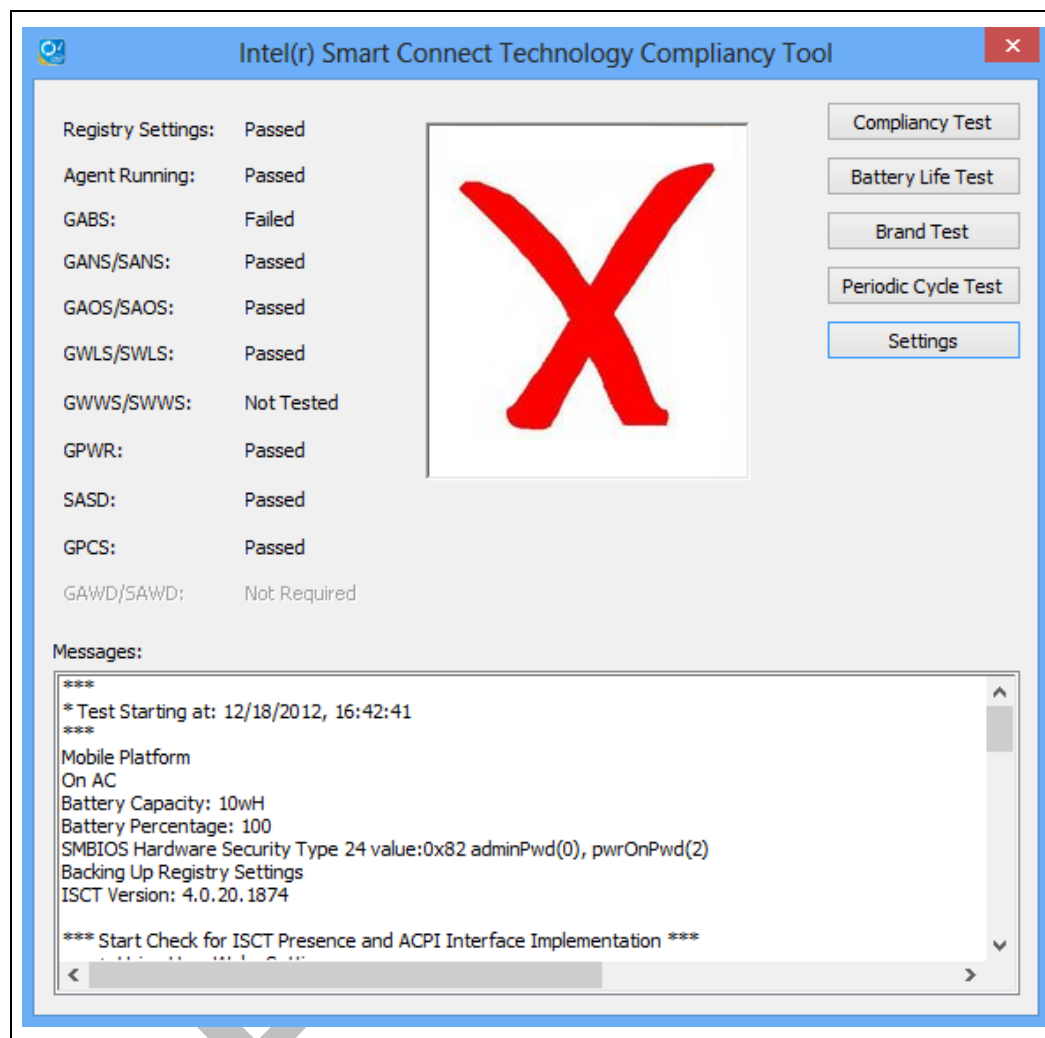 Intel(r) Smart Connect Technology Compliancy Tool
Registry Settings: Passed
Agent Running: Passed
GABS: Failed
GANS/SANS: Passed
GAOS/SAOS: Passed
GWLS/SWLS: Passed
GWWS/SWWS: Not Tested
GPWR: Passed
SASD: Passed
GPCS: Passed
GAWD/SAWD: Not Required
Compliancy Test
Battery Life Test
Brand Test
Periodic Cycle Test
Settings
Messages:
***
* Test Starting at: 12/18/2012, 16:42:41
***
Mobile Platform
On AC
Battery Capacity: 10wH
Battery Percentage: 100
SMBIOS Hardware Security Type 24 value:0x82 adminPwd(0), pwrOnPwd(2)
Backing Up Registry Settings
ISCT Version: 4.0.20.1874
*** Start Check for ISCT Presence and ACPI Interface Implementation ***